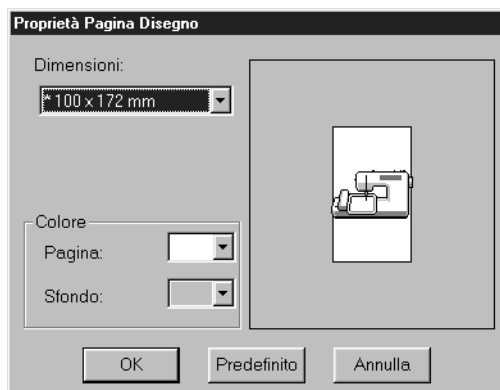 Proprietà Pagina Disegno
Dimensioni:
* 100 x 172 mm
Colore
Pagina:
Sfondo:
OK
Predefinito
Annulla